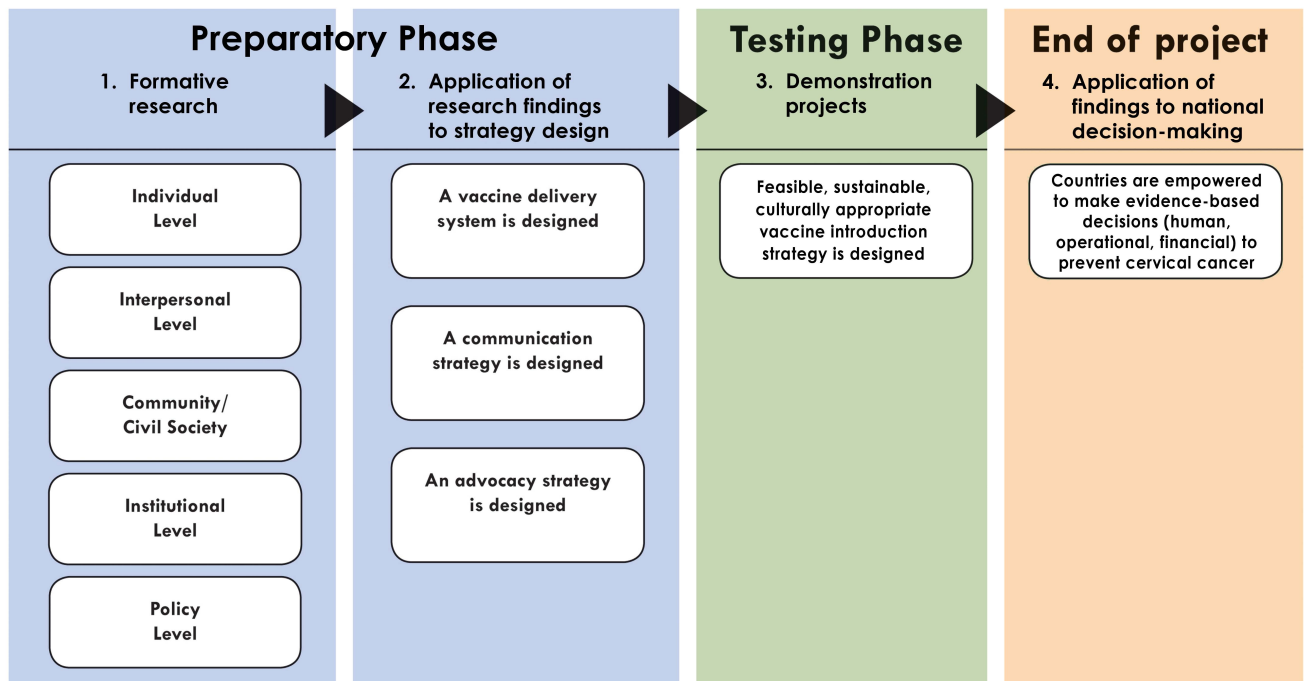 Preparatory Phase
1. Formative
research
Individual
Level
Interpersonal
Level
Community/
Civil Society
Institutional
Level
Policy
Level
2. Application of
research findings
to strategy design
A vaccine delivery
system is designed
A communication
strategy is designed
An advocacy strategy
is designed
Testing Phase
3. Demonstration
projects
Feasible, sustainable,
culturally appropriate
vaccine introduction
strategy is designed
End of project
4. Application of
findings to national
decision-making
Countries are empowered
to make evidence-based
decisions (human,
operational, financial) to
prevent cervical cancer